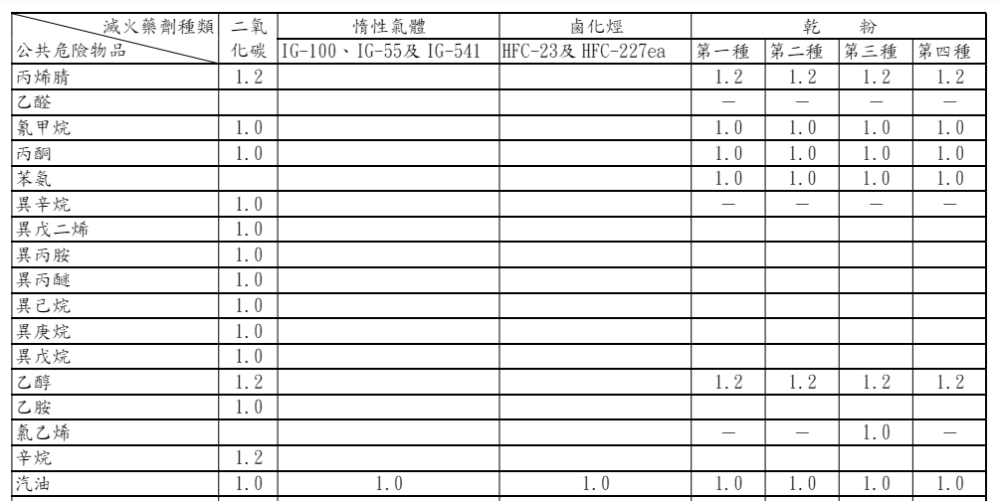 滅火藥劑種類 二氧 惰性氣體 鹵化烴 乾 粉
公共危險物品 化碳 IG-100、IG-55及 IG-541 HFC-23及 HFC-227ea 第一種 第二種 第三種 第四種
丙烯腈 1.2 1.2 1.2 1.2 1.2
乙醛 － － － －
氰甲烷 1.0 1.0 1.0 1.0 1.0
丙酮 1.0 1.0 1.0 1.0 1.0
苯氨 1.0 1.0 1.0 1.0
異辛烷 1.0 － － － －
異戊二烯 1.0
異丙胺 1.0
異丙醚 1.0
異己烷 1.0
異庚烷 1.0
異戊烷 1.0
乙醇 1.2 1.2 1.2 1.2 1.2
乙胺 1.0
氯乙烯 － － 1.0 －
辛烷 1.2
汽油 1.0 1.0 1.0 1.0 1.0 1.0 1.0